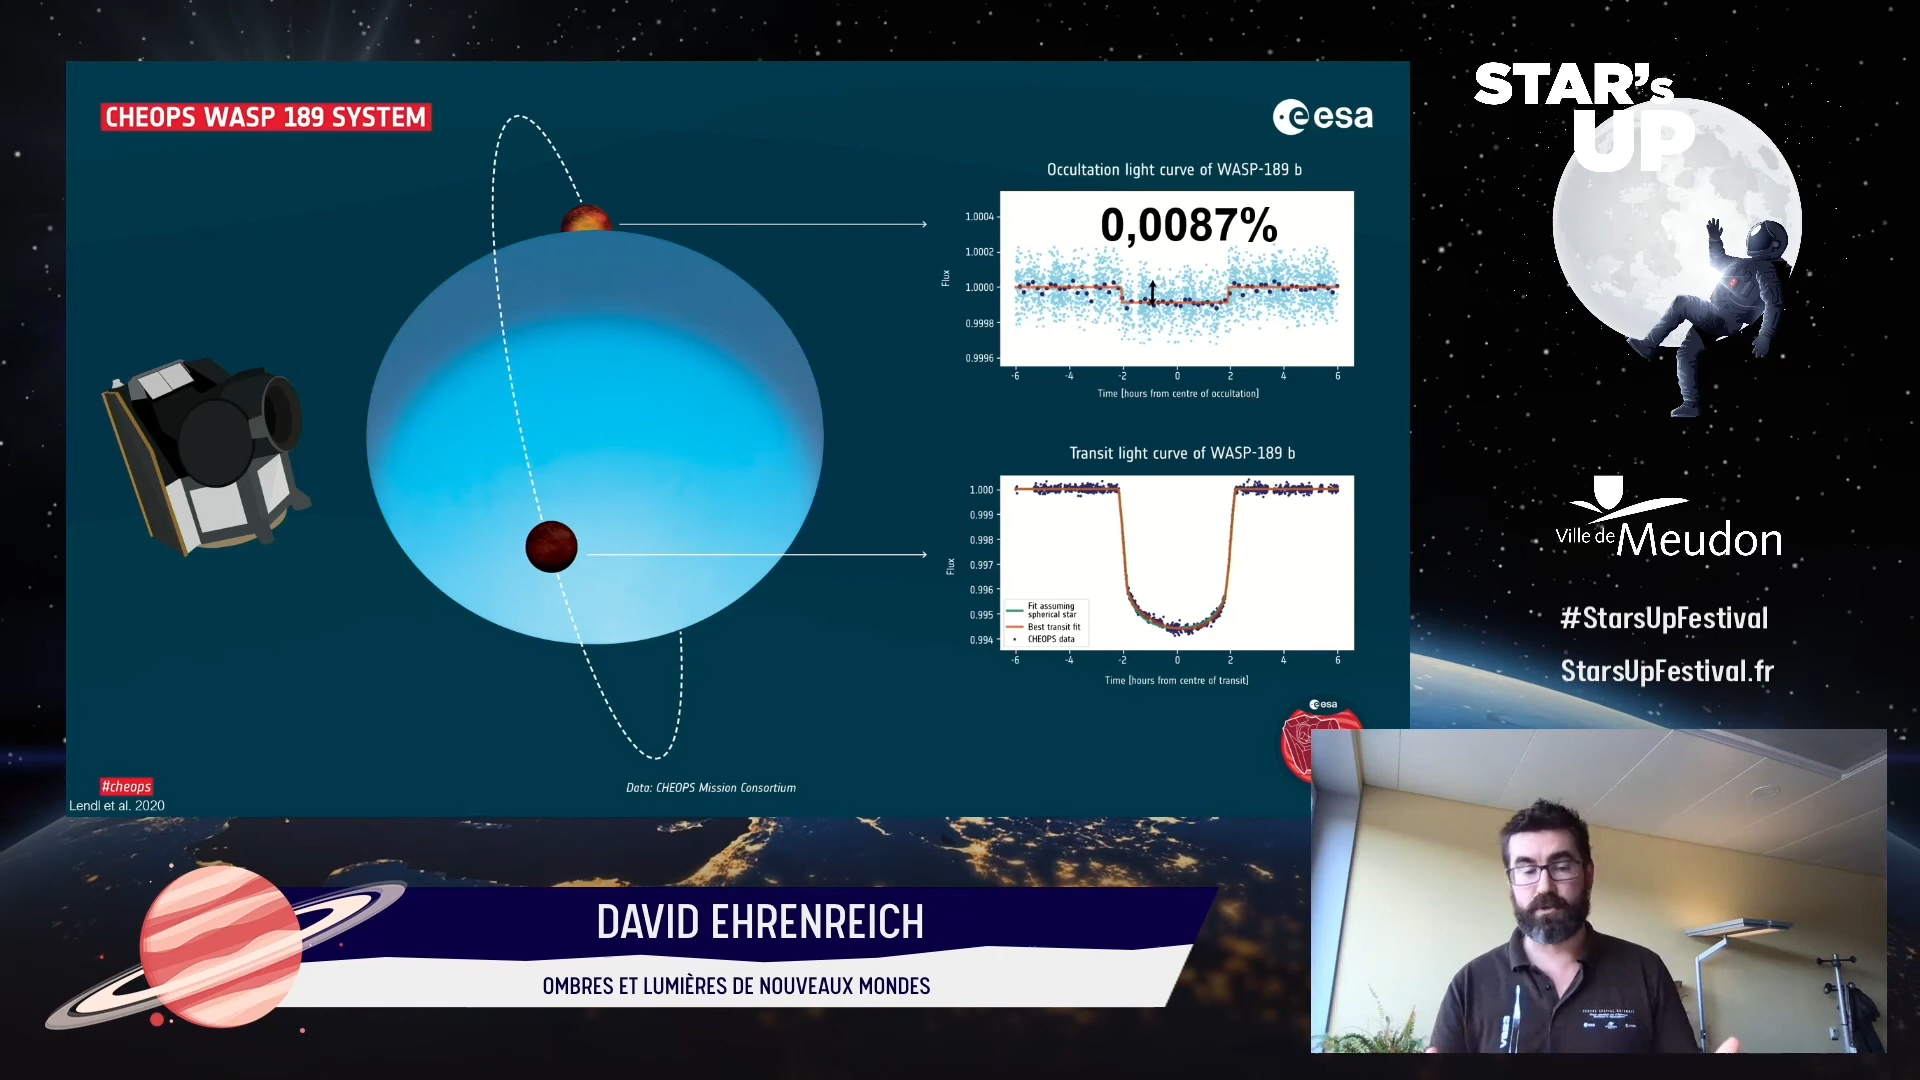 CHEOPS WASP 189 SYSTEM
esa
Occultation light curve of WASP-189 b
0,0087%
1.0004
1.0002
1.0000
0.9998
0.9996
Flux
-6 -4 -2 0 2 4 6
Time [hours from centre of occultation]
Transit light curve of WASP-189 b
1.000
0.999
0.998
0.997
0.996
0.995
0.994
Flux
Fit assuming
spherical star
Best transit fit
CHEOPS data
-6 -4 -2 0 2 4 6
Time [hours from centre of transit]
esa
#cheops
Lendl et al. 2020
Data: CHEOPS Mission Consortium
STAR's
UP
Ville de Meudon
#StarsUpFestival
StarsUpFestival.fr
DAVID EHRENREICH
OMBRES ET LUMIÈRES DE NOUVEAUX MONDES